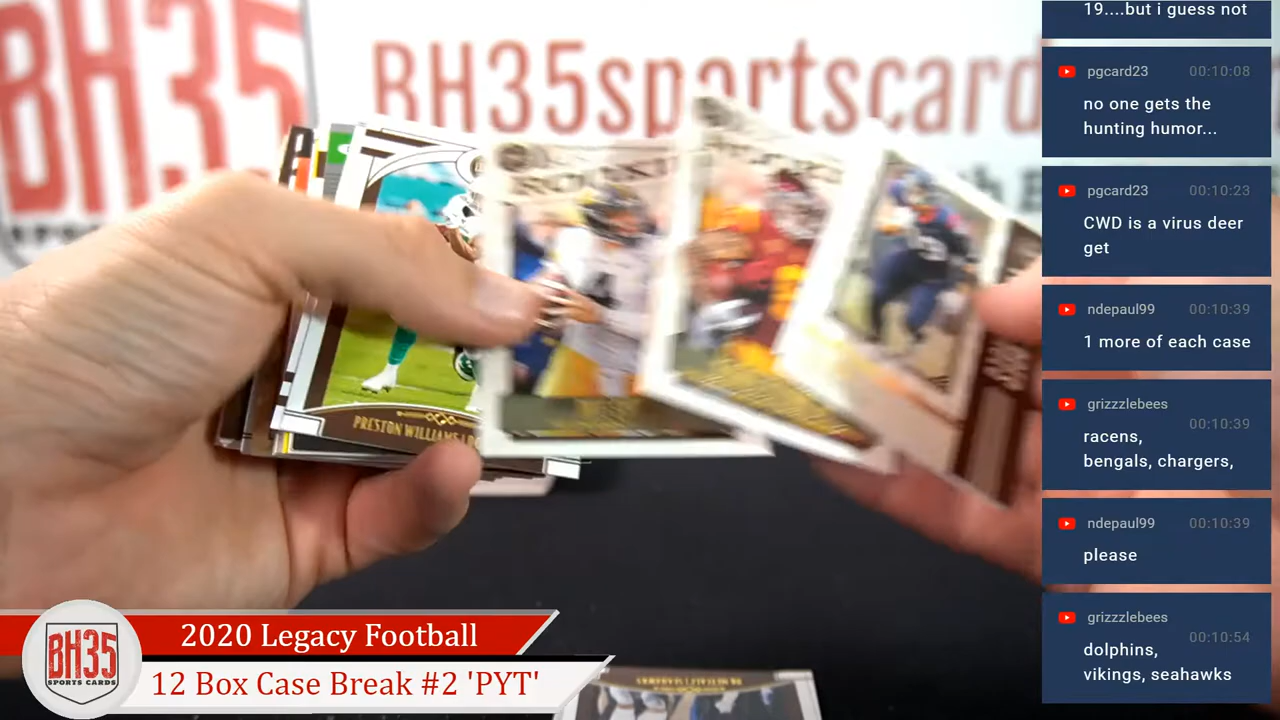 BH35
BH35sportscard
PRESTON WILLIAMS
19....but i guess not
pgcard23 00:10:08
no one gets the
hunting humor...
pgcard23 00:10:23
CWD is a virus deer
get
ndepaul99 00:10:39
1 more of each case
grizzzlebees 00:10:39
racens,
bengals, chargers,
ndepaul99 00:10:39
please
grizzzlebees 00:10:54
dolphins,
vikings, seahawks
BH35
SPORTS CARDS
2020 Legacy Football
12 Box Case Break #2 'PYT'